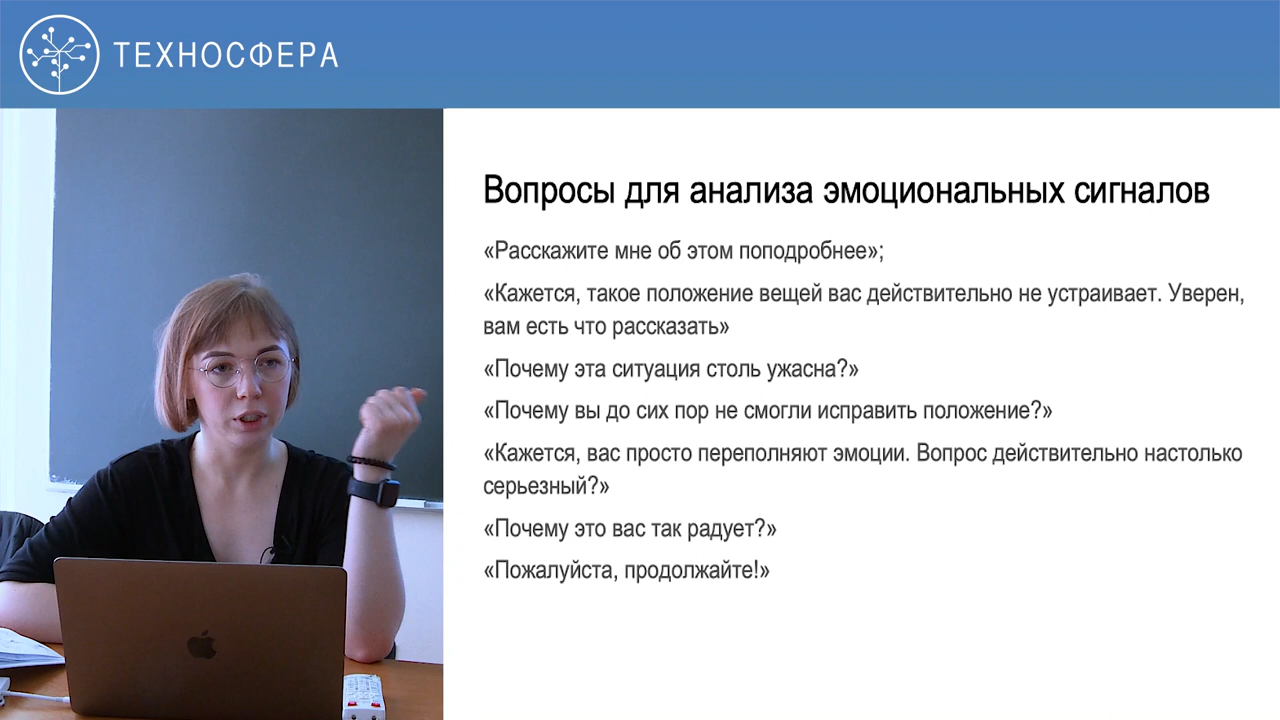 ТЕХНОСФЕРА
Вопросы для анализа эмоциональных сигналов
«Расскажите мне об этом поподробнее»;
«Кажется, такое положение вещей вас действительно не устраивает. Уверен,
вам есть что рассказать»
«Почему эта ситуация столь ужасна?»
«Почему вы до сих пор не смогли исправить положение?»
«Кажется, вас просто переполняют эмоции. Вопрос действительно настолько
серьезный?»
«Почему это вас так радует?»
«Пожалуйста, продолжайте!»